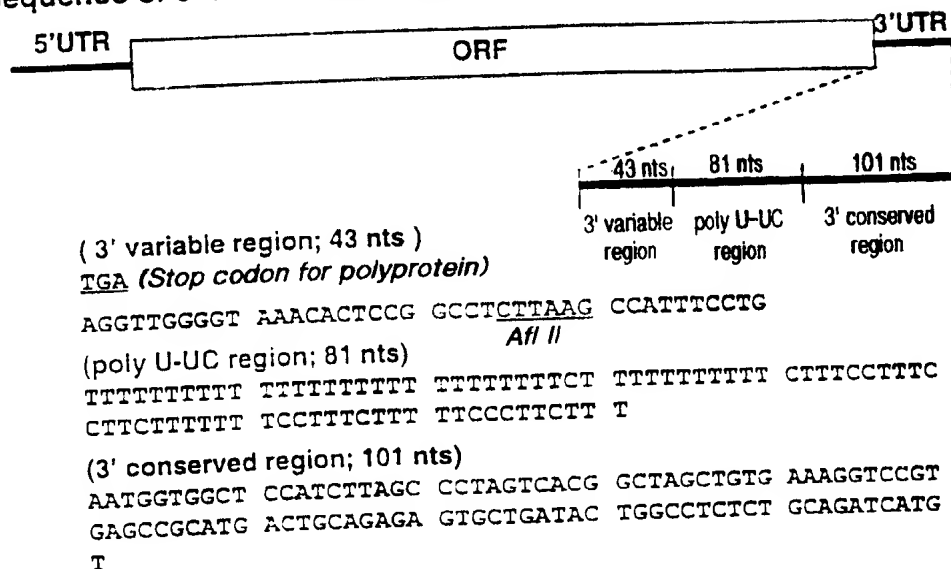 5'UTR
ORF
3'UTR
43 nts
81 nts
101 nts
3' variable region
poly U-UC region
3' conserved region
( 3' variable region; 43 nts )
TGA (Stop codon for polyprotein)
AGGTTGGGGT AAACACTCCG GCCTCTTAAG CCATTTCCTG
Afl II
(poly U-UC region; 81 nts)
TTTTTTTTTT TTTTTTTTTT TTTTTTTTCT TTTTTTTTTT CTTTCCTTTC
CTTCTTTTTT TCCTTTCTTT TTCCCTTCTT T
(3' conserved region; 101 nts)
AATGGTGGCT CCATCTTAGC CCTAGTCACG GCTAGCTGTG AAAGGTCCGT
GAGCCGCATG ACTGCAGAGA GTGCTGATAC TGGCCTCTCT GCAGATCATG
T